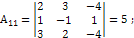 |2 3 -4|
A₁₁ = |1 -1 1| = 5 ;
|3 2 -4|